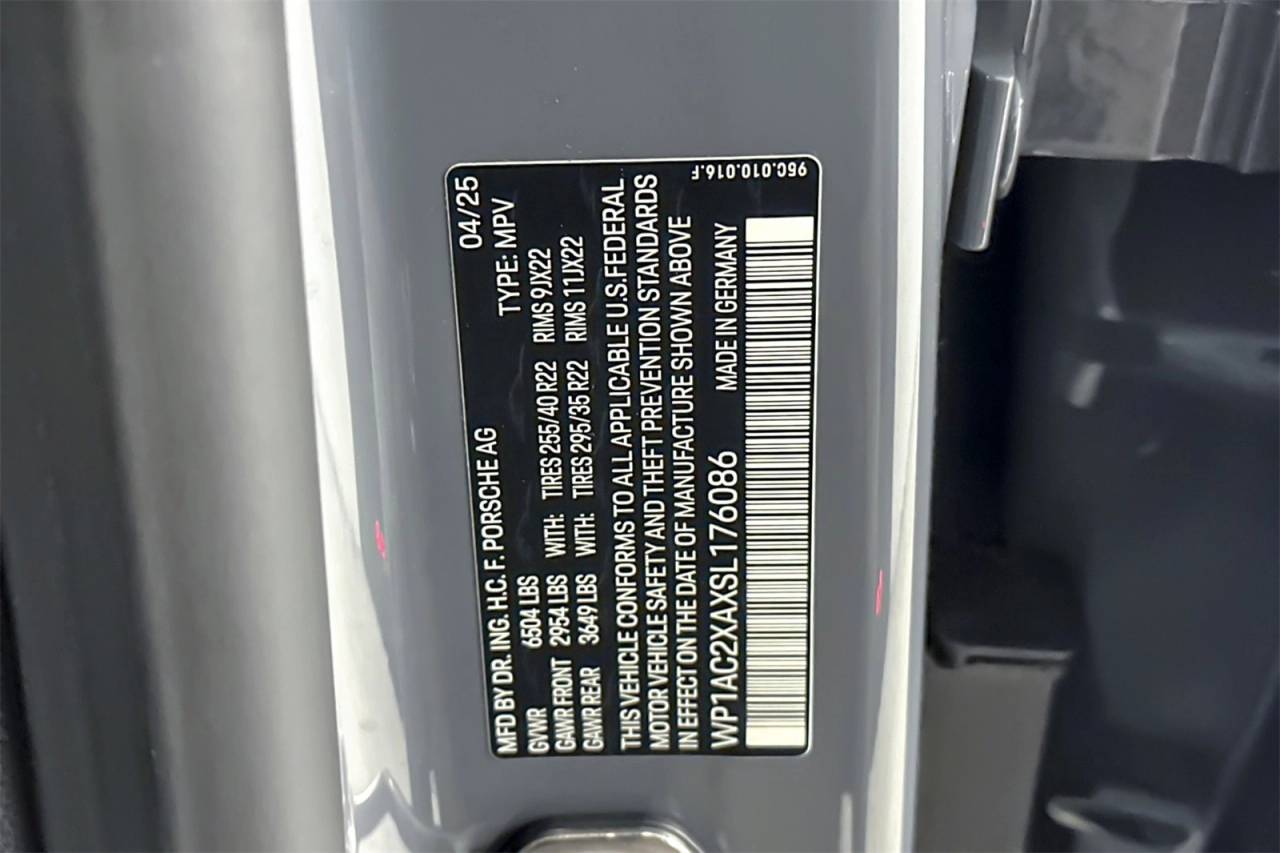 04/25
MFD BY DR. ING. H.C. F. PORSCHE AG
GVWR 6504 LBS TYPE: MPV
GAWR FRONT 2954 LBS WITH: TIRES 255/40 R22 RIMS 9JX22
GAWR REAR 3649 LBS WITH: TIRES 295/35 R22 RIMS 11JX22
THIS VEHICLE CONFORMS TO ALL APPLICABLE U.S. FEDERAL
MOTOR VEHICLE SAFETY AND THEFT PREVENTION STANDARDS
IN EFFECT ON THE DATE OF MANUFACTURE SHOWN ABOVE
WP1AC2XAXSL176086 MADE IN GERMANY
95C.010.016.F